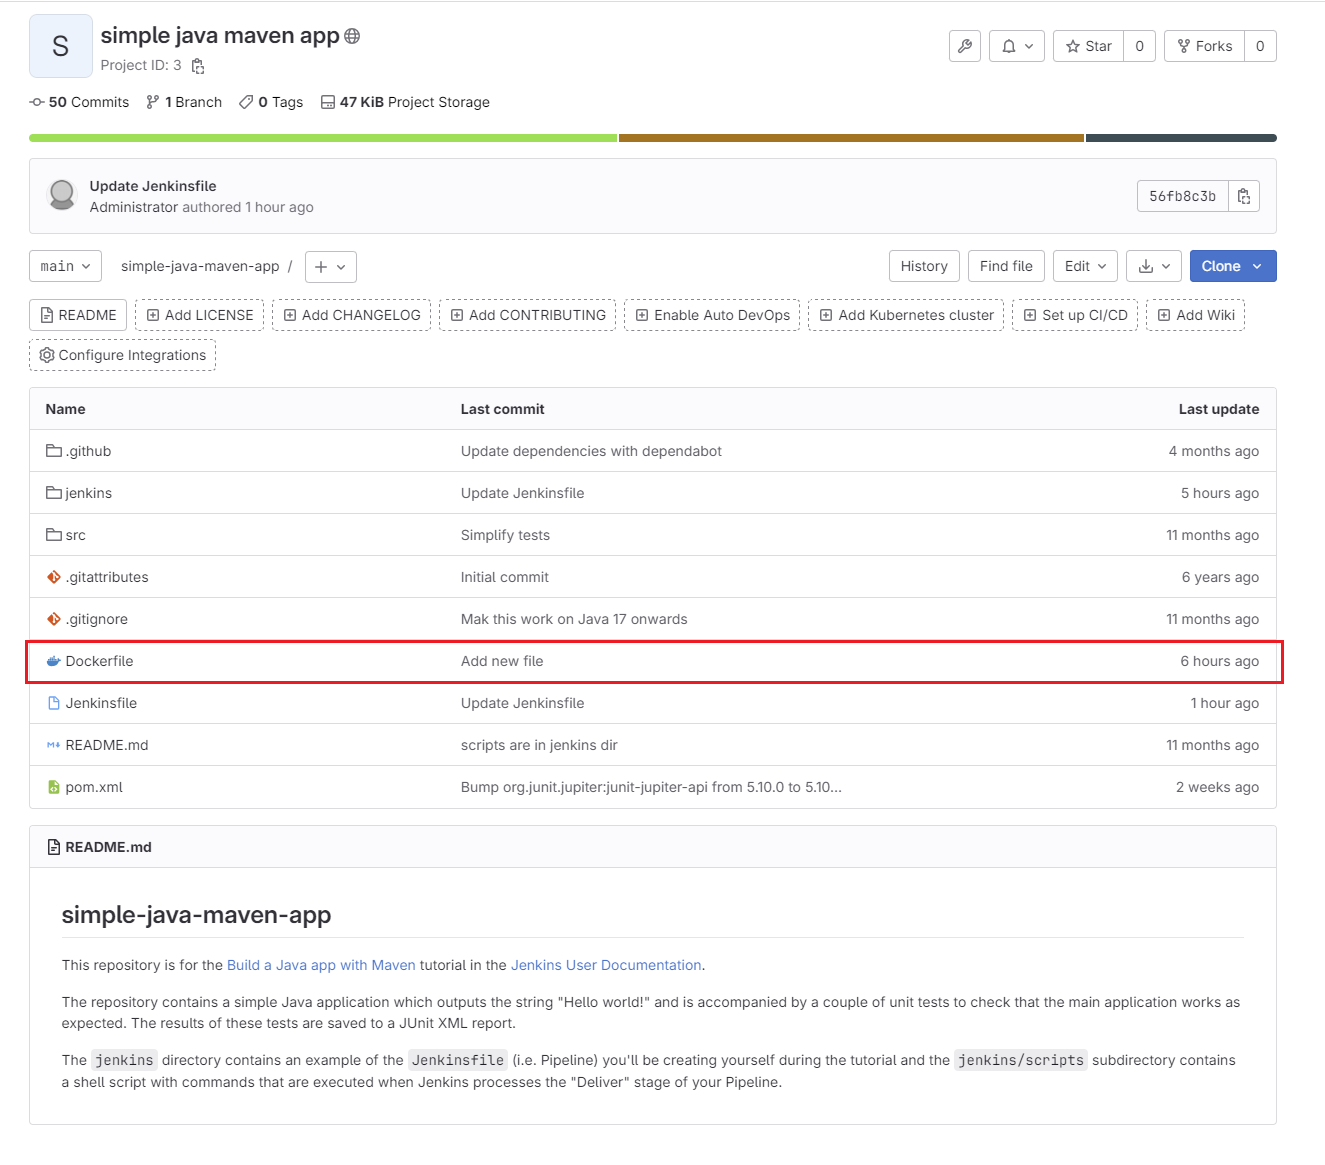 S
simple java maven app
Project ID: 3
Star 0
Forks 0
50 Commits 1 Branch 0 Tags 47 KiB Project Storage
Update Jenkinsfile
Administrator authored 1 hour ago
56fb8c3b
main simple-java-maven-app / + History Find file Edit Clone
README Add LICENSE Add CHANGELOG Add CONTRIBUTING Enable Auto DevOps Add Kubernetes cluster Set up CI/CD Add Wiki
Configure Integrations
Name Last commit Last update
.github Update dependencies with dependabot 4 months ago
jenkins Update Jenkinsfile 5 hours ago
src Simplify tests 11 months ago
.gitattributes Initial commit 6 years ago
.gitignore Mak this work on Java 17 onwards 11 months ago
Dockerfile Add new file 6 hours ago
Jenkinsfile Update Jenkinsfile 1 hour ago
README.md scripts are in jenkins dir 11 months ago
pom.xml Bump org.junit.jupiter:junit-jupiter-api from 5.10.0 to 5.10... 2 weeks ago
README.md
simple-java-maven-app
This repository is for the Build a Java app with Maven tutorial in the Jenkins User Documentation.
The repository contains a simple Java application which outputs the string "Hello world!" and is accompanied by a couple of unit tests to check that the main application works as
expected. The results of these tests are saved to a JUnit XML report.
The jenkins directory contains an example of the Jenkinsfile (i.e. Pipeline) you'll be creating yourself during the tutorial and the jenkins/scripts subdirectory contains
a shell script with commands that are executed when Jenkins processes the "Deliver" stage of your Pipeline.